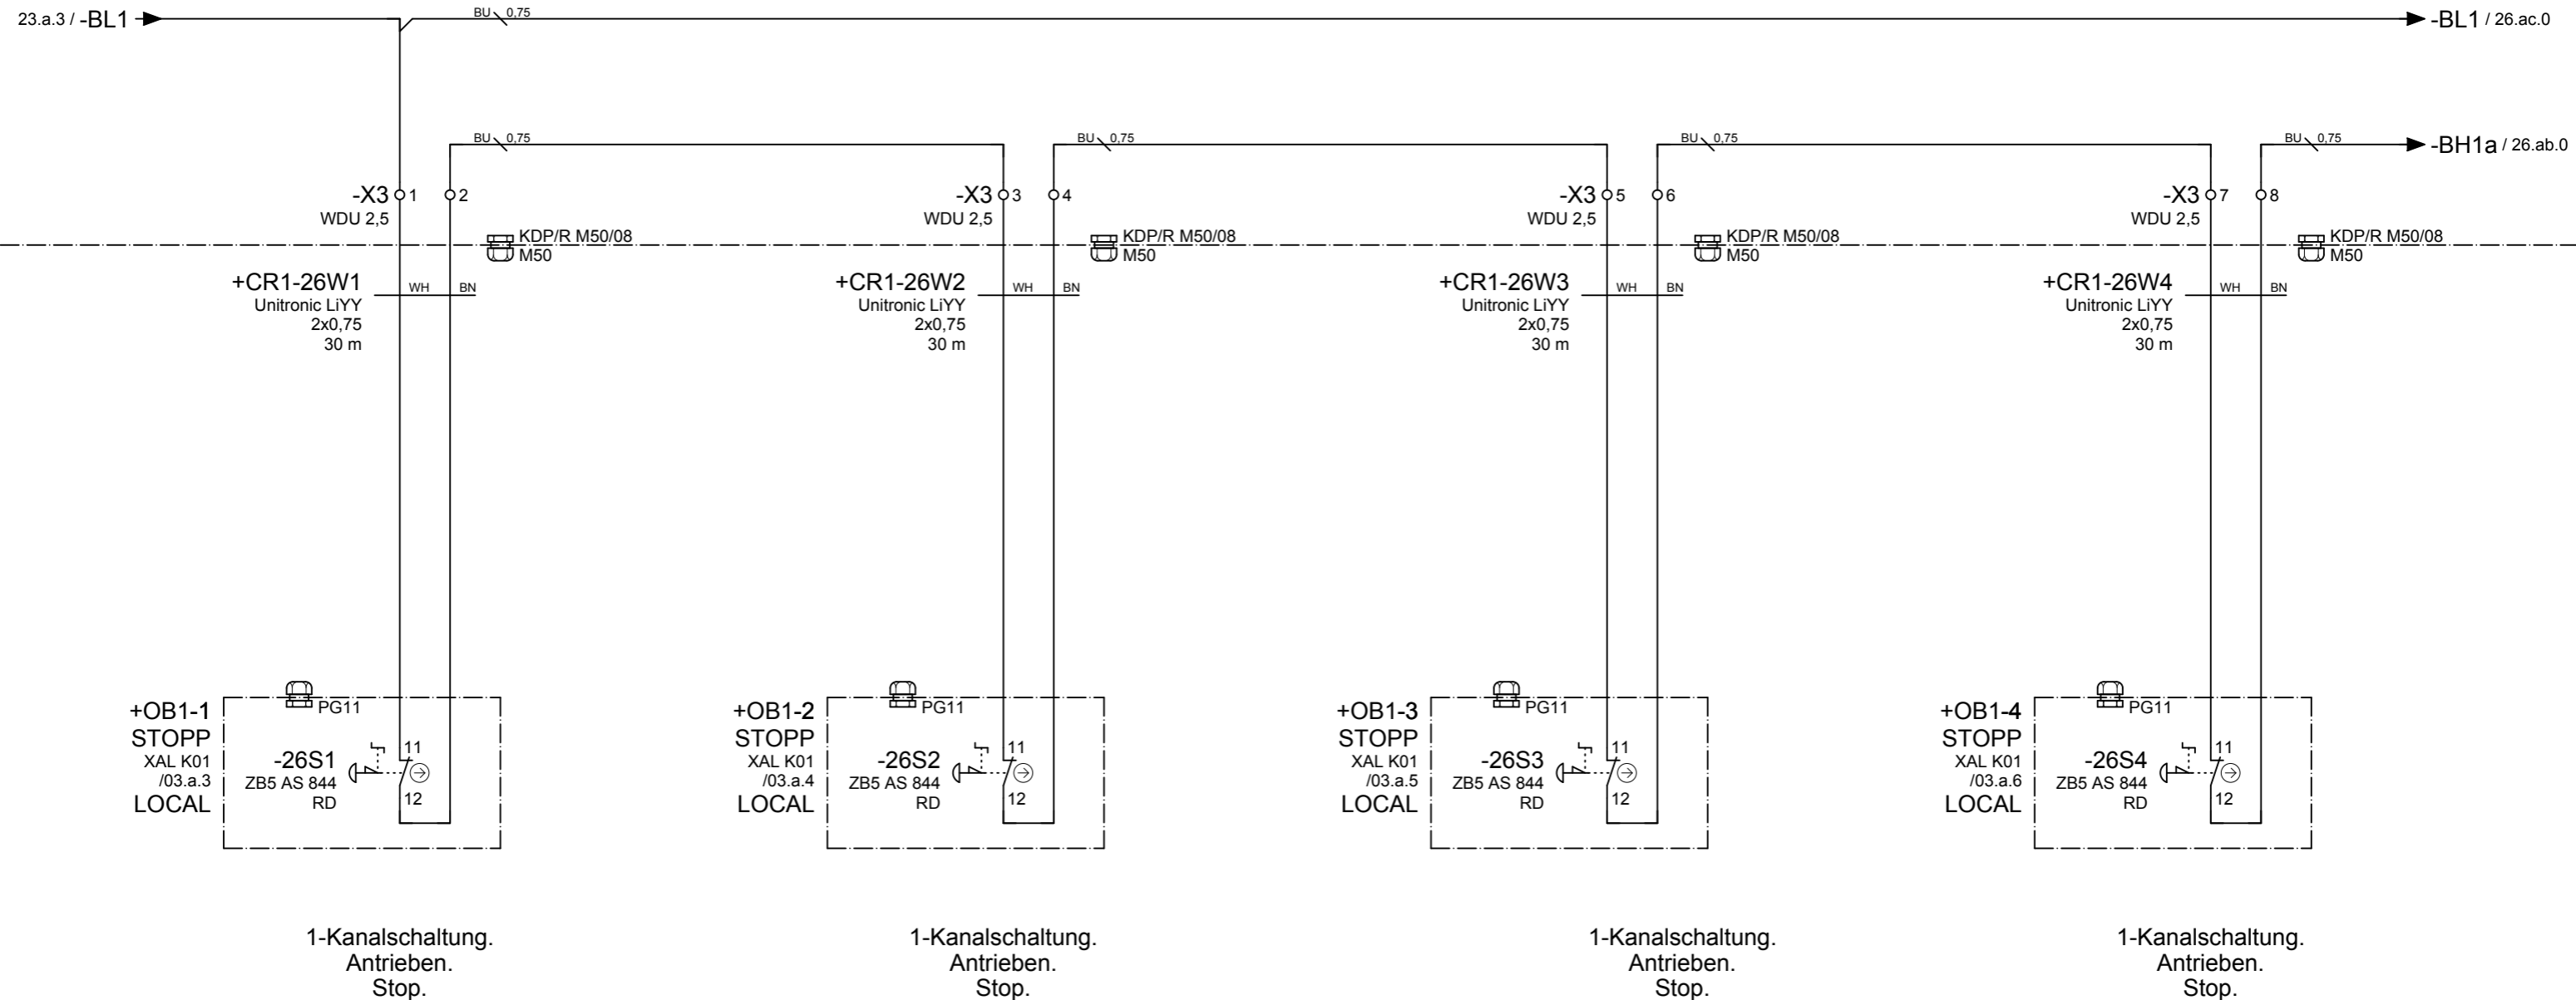 23.a.3 / -BL1
BU 0,75
-BL1 / 26.ac.0
BU 0,75
BU 0,75
BU 0,75
BU 0,75
-BH1a / 26.ab.0
-X3 1 2
WDU 2,5
-X3 3 4
WDU 2,5
-X3 5 6
WDU 2,5
-X3 7 8
WDU 2,5
KDP/R M50/08
M50
KDP/R M50/08
M50
KDP/R M50/08
M50
KDP/R M50/08
M50
+CR1-26W1
Unitronic LiYY
2x0,75
30 m
WH BN
+CR1-26W2
Unitronic LiYY
2x0,75
30 m
WH BN
+CR1-26W3
Unitronic LiYY
2x0,75
30 m
WH BN
+CR1-26W4
Unitronic LiYY
2x0,75
30 m
WH BN
+OB1-1
STOPP
XAL K01
/03.a.3
LOCAL
PG11
-26S1
ZB5 AS 844
RD
11
12
+OB1-2
STOPP
XAL K01
/03.a.4
LOCAL
PG11
-26S2
ZB5 AS 844
RD
11
12
+OB1-3
STOPP
XAL K01
/03.a.5
LOCAL
PG11
-26S3
ZB5 AS 844
RD
11
12
+OB1-4
STOPP
XAL K01
/03.a.6
LOCAL
PG11
-26S4
ZB5 AS 844
RD
11
12
1-Kanalschaltung.
Antrieben.
Stop.
1-Kanalschaltung.
Antrieben.
Stop.
1-Kanalschaltung.
Antrieben.
Stop.
1-Kanalschaltung.
Antrieben.
Stop.